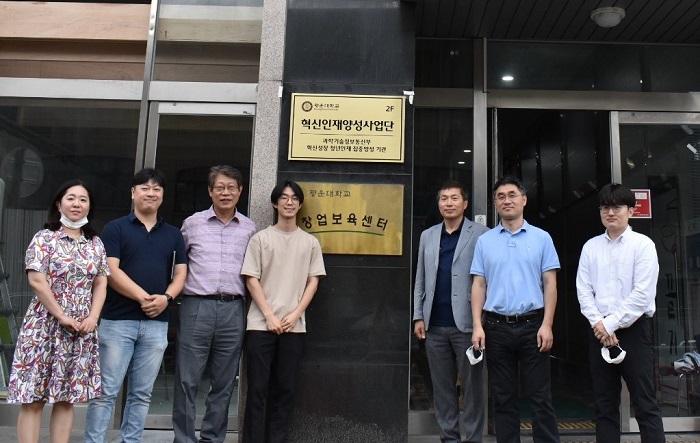 광운대학교
2F
혁신인재양성사업단
과학기술정보통신부
혁신성장 청년인재 집중양성 기관
광운대학교
창업보육센터